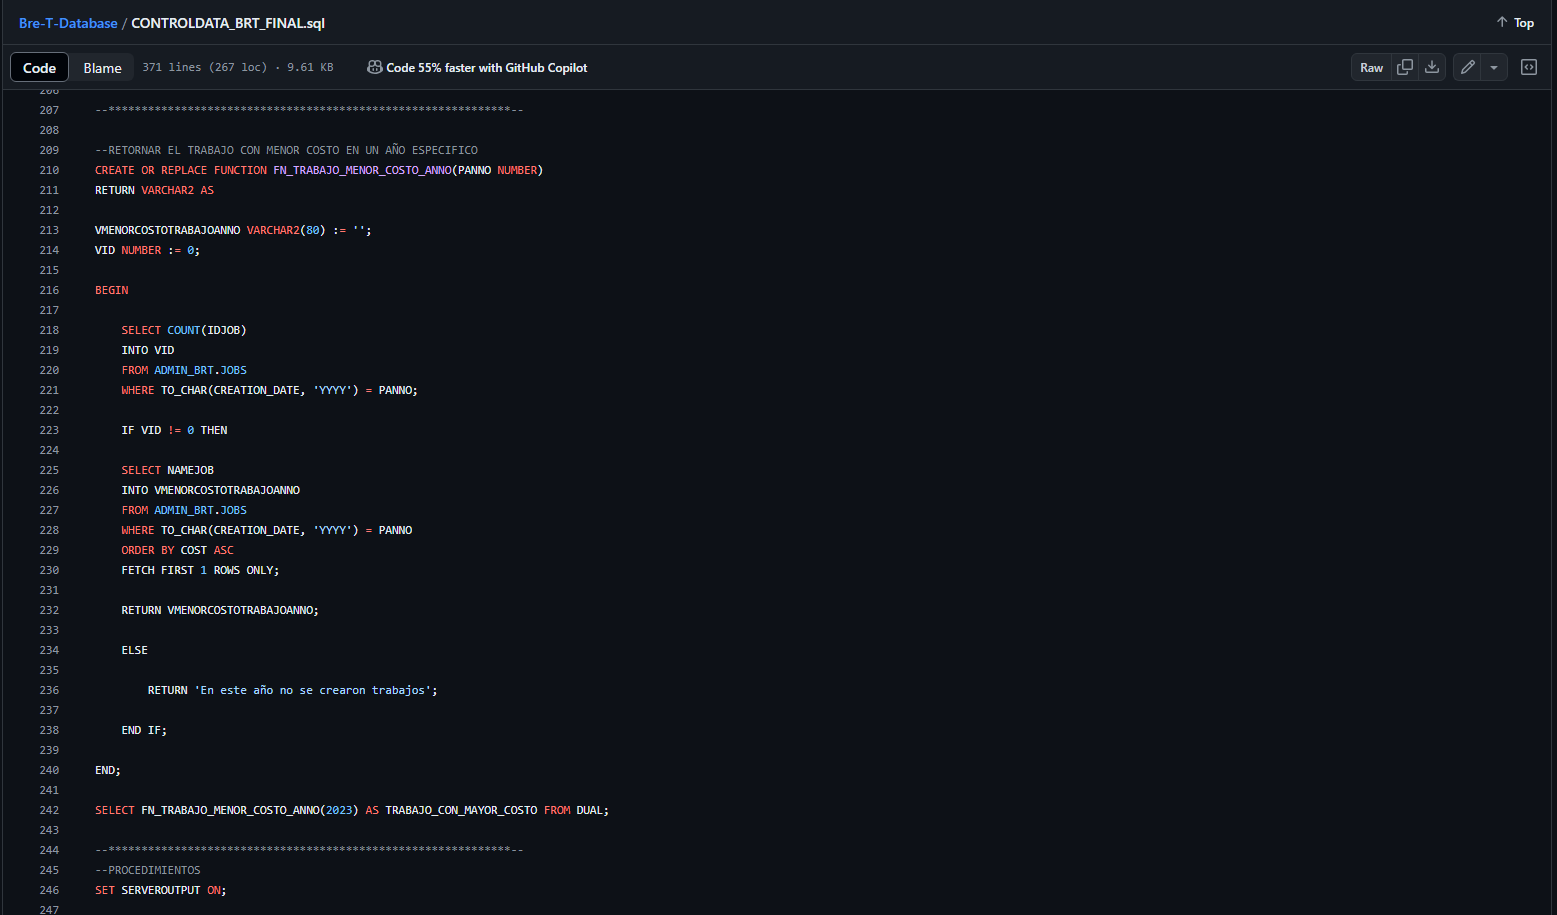 Bre-T-Database / CONTROLDATA_BRT_FINAL.sql
Top
Code Blame 371 lines (267 loc) · 9.61 KB Code 55% faster with GitHub Copilot Raw
206
207 --*************************************************************--
208
209 --RETORNAR EL TRABAJO CON MENOR COSTO EN UN AÑO ESPECIFICO
210 CREATE OR REPLACE FUNCTION FN_TRABAJO_MENOR_COSTO_ANNO(PANNO NUMBER)
211 RETURN VARCHAR2 AS
212
213 VMENORCOSTOTRABAJOANNO VARCHAR2(80) := '';
214 VID NUMBER := 0;
215
216 BEGIN
217
218 SELECT COUNT(IDJOB)
219 INTO VID
220 FROM ADMIN_BRT.JOBS
221 WHERE TO_CHAR(CREATION_DATE, 'YYYY') = PANNO;
222
223 IF VID != 0 THEN
224
225 SELECT NAMEJOB
226 INTO VMENORCOSTOTRABAJOANNO
227 FROM ADMIN_BRT.JOBS
228 WHERE TO_CHAR(CREATION_DATE, 'YYYY') = PANNO
229 ORDER BY COST ASC
230 FETCH FIRST 1 ROWS ONLY;
231
232 RETURN VMENORCOSTOTRABAJOANNO;
233
234 ELSE
235
236 RETURN 'En este año no se crearon trabajos';
237
238 END IF;
239
240 END;
241
242 SELECT FN_TRABAJO_MENOR_COSTO_ANNO(2023) AS TRABAJO_CON_MAYOR_COSTO FROM DUAL;
243
244 --*************************************************************--
245 --PROCEDIMIENTOS
246 SET SERVEROUTPUT ON;
247